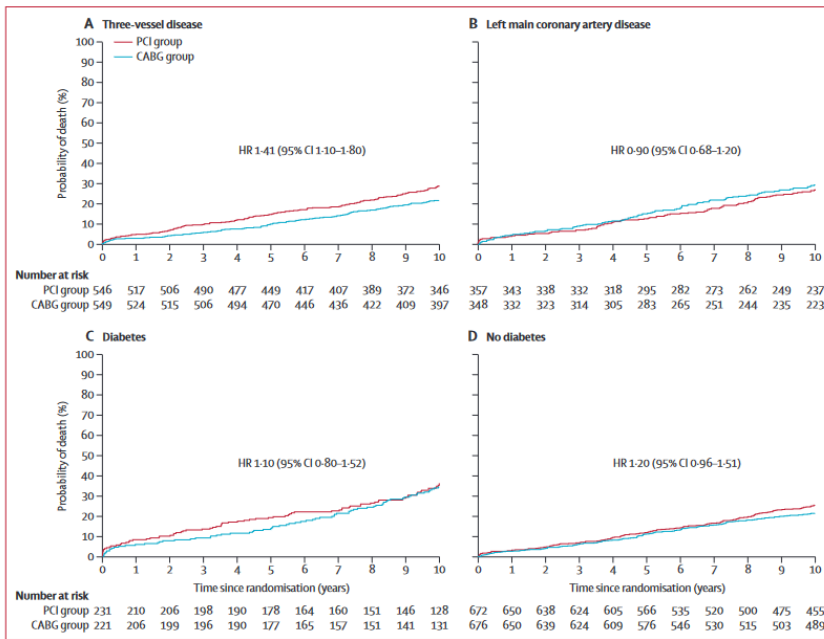 A Three-vessel disease
PCI group
CABG group
100
90
80
70
60
50
40
30
20
10
0
Probability of death (%)
HR 1·41 (95% CI 1·10–1·80)
0 1 2 3 4 5 6 7 8 9 10
B Left main coronary artery disease
HR 0·90 (95% CI 0·68–1·20)
0 1 2 3 4 5 6 7 8 9 10
Number at risk
PCI group 546 517 506 490 477 449 417 407 389 372 346 357 343 338 332 318 295 282 273 262 249 237
CABG group 549 524 515 506 494 470 446 436 422 409 397 348 332 323 314 305 283 265 251 244 235 223
C Diabetes
100
90
80
70
60
50
40
30
20
10
0
Probability of death (%)
HR 1·10 (95% CI 0·80–1·52)
0 1 2 3 4 5 6 7 8 9 10
Time since randomisation (years)
D No diabetes
HR 1·20 (95% CI 0·96–1·51)
0 1 2 3 4 5 6 7 8 9 10
Time since randomisation (years)
Number at risk
PCI group 231 210 206 198 190 178 164 160 151 146 128 672 650 638 624 605 566 535 520 500 475 455
CABG group 221 206 199 196 190 177 165 157 151 141 131 676 650 639 624 609 576 546 530 515 503 489